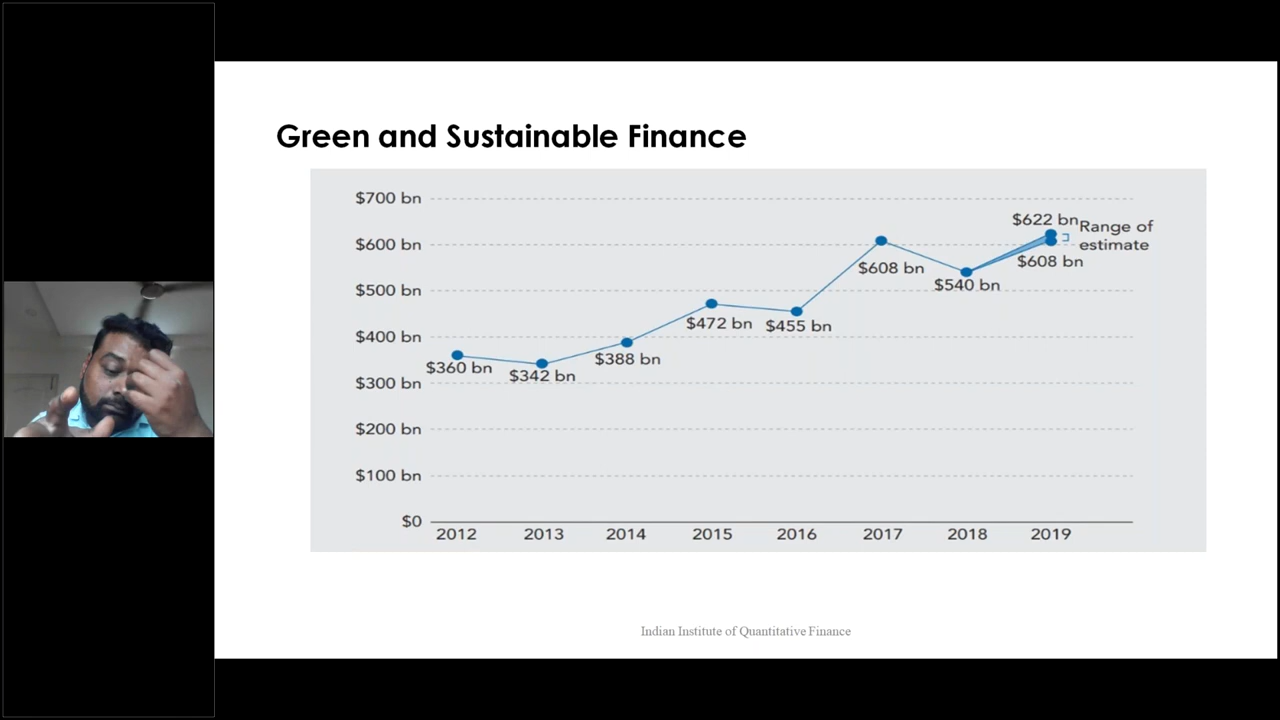 Green and Sustainable Finance
$700 bn
$600 bn
$500 bn
$400 bn
$300 bn
$200 bn
$100 bn
$0
$360 bn
$342 bn
$388 bn
$472 bn
$455 bn
$608 bn
$540 bn
$622 bn
$608 bn
Range of
estimate
2012 2013 2014 2015 2016 2017 2018 2019
Indian Institute of Quantitative Finance